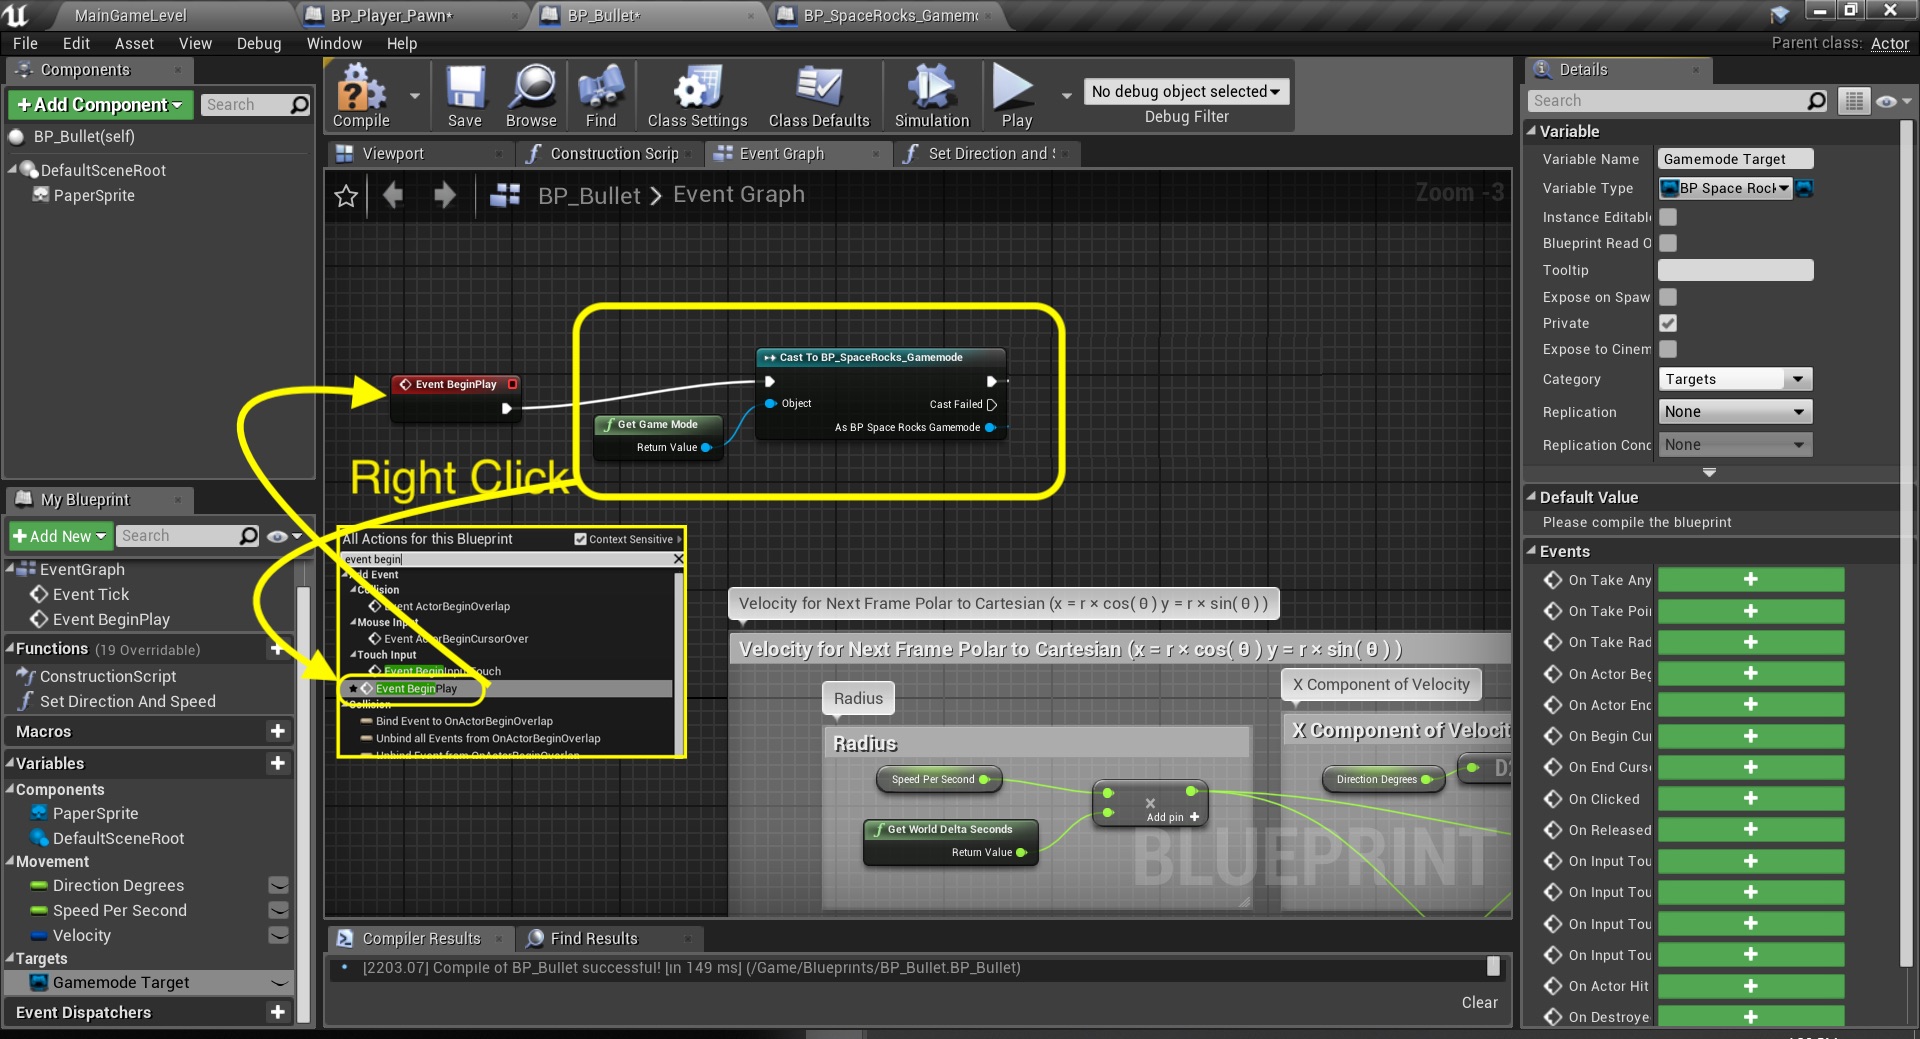 MainGameLevel
BP_Player_Pawn*
BP_Bullet*
BP_SpaceRocks_Gamem
File Edit Asset View Debug Window Help
Parent class: Actor
Components
+Add Component
Search
BP_Bullet(self)
DefaultSceneRoot
PaperSprite
Compile
Save
Browse
Find
Class Settings
Class Defaults
Simulation
Play
No debug object selected
Debug Filter
Viewport
Construction Scrip
Event Graph
Set Direction and
BP_Bullet > Event Graph
Zoom -3
Event BeginPlay
Cast To BP_SpaceRocks_Gamemode
Object
Cast Failed
As BP Space Rocks Gamemode
Get Game Mode
Return Value
Right Click
All Actions for this Blueprint
Context Sensitive
event begin
Add Event
Collision
Event ActorBeginOverlap
Mouse Input
Event ActorBeginCursorOver
Touch Input
Event BeginInputTouch
Event BeginPlay
Collision
Bind Event to OnActorBeginOverlap
Unbind all Events from OnActorBeginOverlap
Unbind Event from OnActorBeginOverlap
Velocity for Next Frame Polar to Cartesian (x = r × cos( θ ) y = r × sin( θ ) )
Velocity for Next Frame Polar to Cartesian (x = r × cos( θ ) y = r × sin( θ ) )
Radius
Radius
Speed Per Second
Get World Delta Seconds
Return Value
×
Add pin +
X Component of Velocity
X Component of Velocit
Direction Degrees
BLUEPRINT
My Blueprint
+Add New
Search
EventGraph
Event Tick
Event BeginPlay
Functions (19 Overridable)
ConstructionScript
Set Direction And Speed
Macros
Variables
Components
PaperSprite
DefaultSceneRoot
Movement
Direction Degrees
Speed Per Second
Velocity
Targets
Gamemode Target
Event Dispatchers
Compiler Results
Find Results
[2203.07] Compile of BP_Bullet successful! [in 149 ms] (/Game/Blueprints/BP_Bullet.BP_Bullet)
Clear
Details
Search
Variable
Variable Name Gamemode Target
Variable Type BP Space Rock
Instance Editabl
Blueprint Read O
Tooltip
Expose on Spaw
Private
Expose to Cinem
Category Targets
Replication None
Replication Conc None
Default Value
Please compile the blueprint
Events
On Take Any
On Take Poi
On Take Rad
On Actor Beg
On Actor Enc
On Begin Cu
On End Curs
On Clicked
On Released
On Input Tou
On Input Tou
On Input Tou
On Input Tou
On Actor Hit
On Destroye